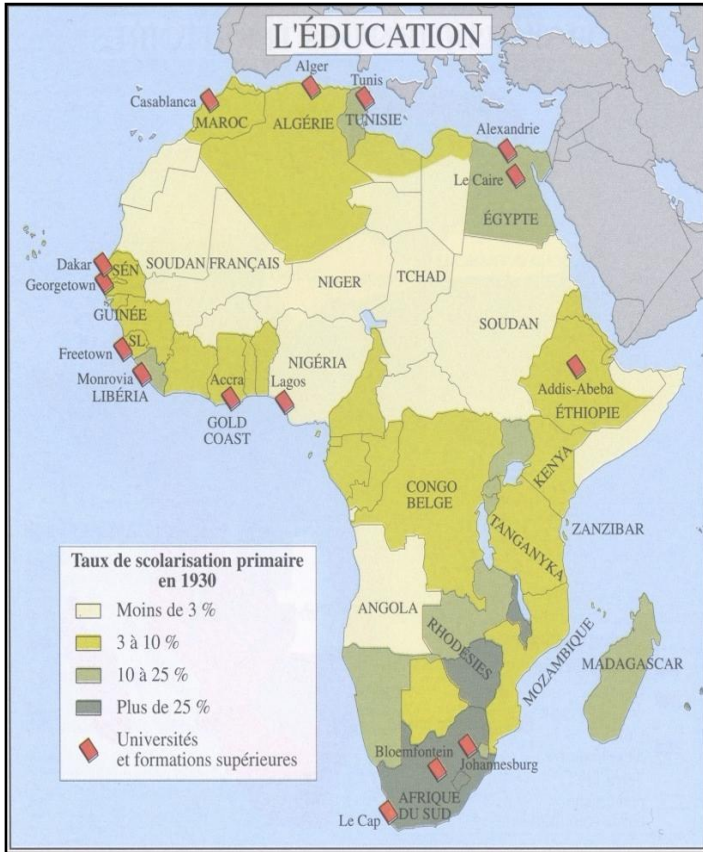 L'ÉDUCATION
Alger
Tunis
Casablanca
MAROC
ALGÉRIE
TUNISIE
Alexandrie
Le Caire
ÉGYPTE
Dakar
SÉN
SOUDAN FRANÇAIS
NIGER
TCHAD
Georgetown
GUINÉE
SOUDAN
SL
NIGÉRIA
Freetown
Monrovia
Accra
Lagos
Addis-Abeba
LIBÉRIA
ÉTHIOPIE
GOLD
COAST
KENYA
CONGO
BELGE
ZANZIBAR
TANGANYKA
Taux de scolarisation primaire
en 1930
Moins de 3 %
3 à 10 %
10 à 25 %
Plus de 25 %
Universités
et formations supérieures
ANGOLA
RHODÉSIES
MOZAMBIQUE
MADAGASCAR
Bloemfontein
Johannesburg
AFRIQUE
DU SUD
Le Cap